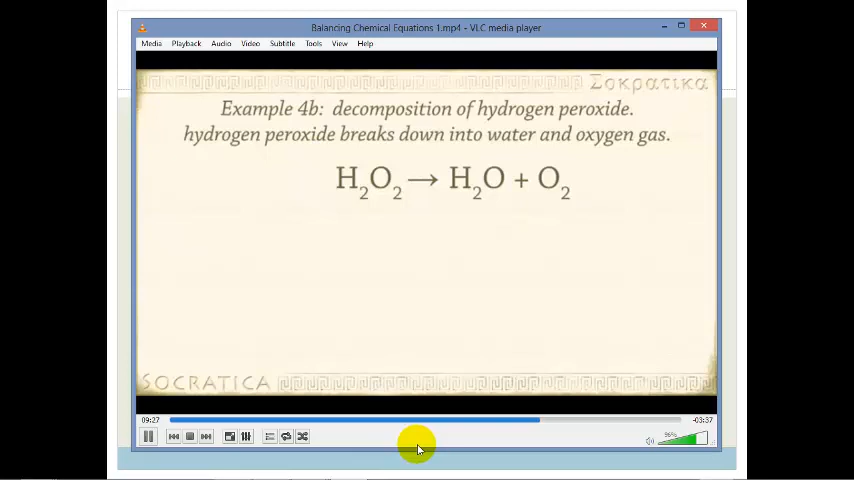 Balancing Chemical Equations 1.mp4 - VLC media player
Media Playback Audio Video Subtitle Tools View Help
Σοκρατικα
Example 4b: decomposition of hydrogen peroxide.
hydrogen peroxide breaks down into water and oxygen gas.
H₂O₂ → H₂O + O₂
SOCRATICA
09:27 -03:37
96%